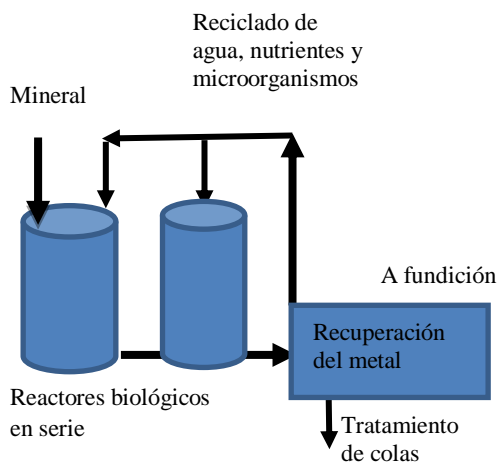 Reciclado de
agua, nutrientes y
microorganismos
Mineral
A fundición
Recuperación
del metal
Reactores biológicos
en serie
Tratamiento
de colas